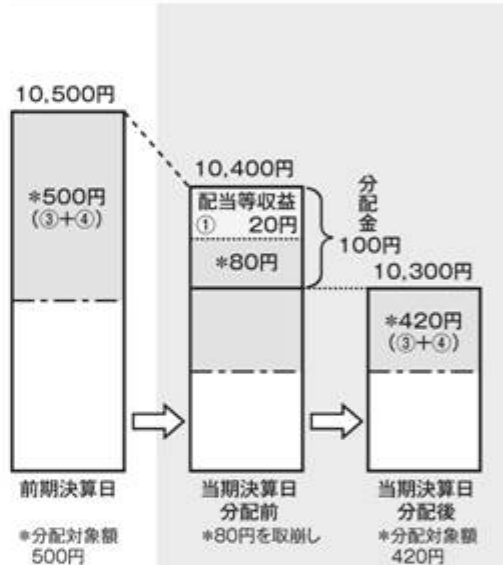 10,500円
*500円
(③+④)
10,400円
配当等収益
① 20円
*80円
分配金
100円
10,300円
*420円
(③+④)
前期決算日
*分配対象額
500円
当期決算日
分配前
*80円を取崩し
当期決算日
分配後
*分配対象額
420円